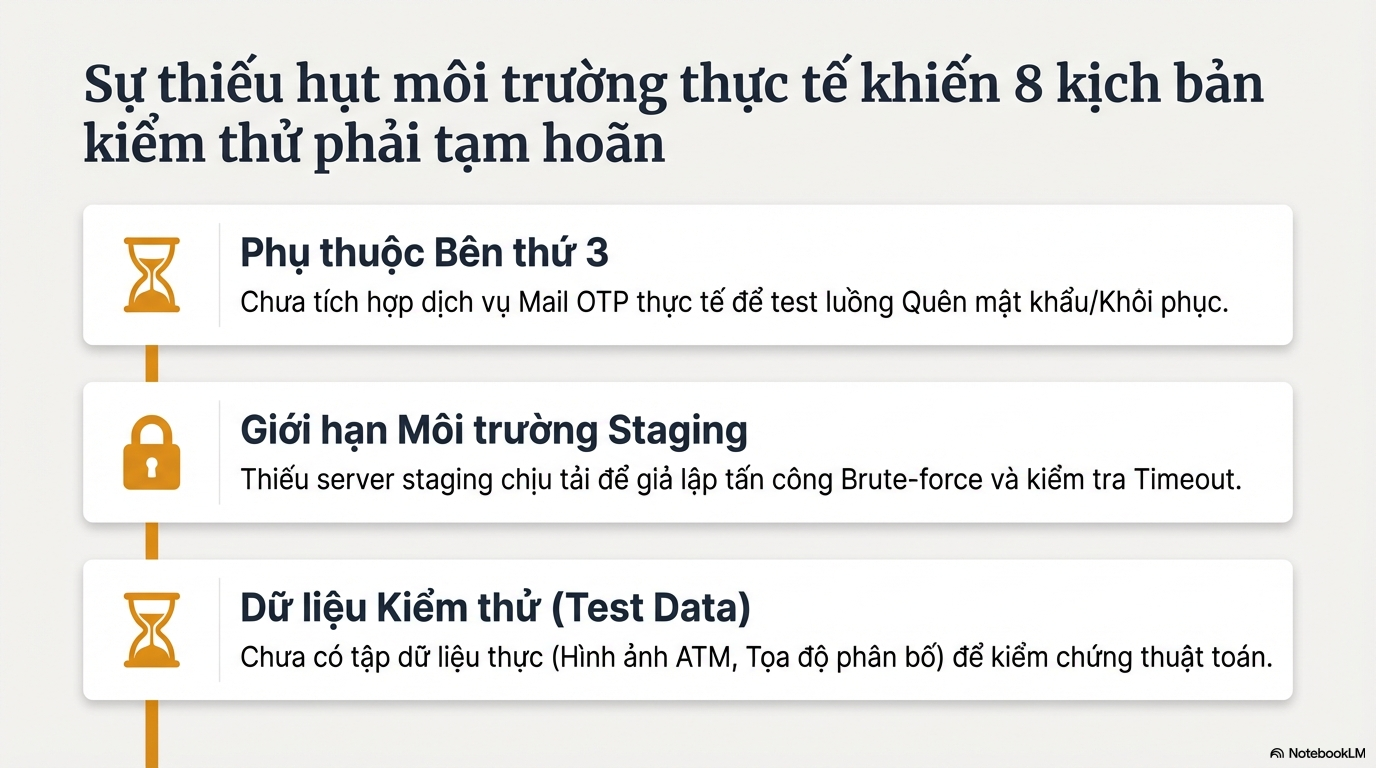 Sự thiếu hụt môi trường thực tế khiến 8 kịch bản
kiểm thử phải tạm hoãn
Phụ thuộc Bên thứ 3
Chưa tích hợp dịch vụ Mail OTP thực tế để test luồng Quên mật khẩu/Khôi phục.
Giới hạn Môi trường Staging
Thiếu server staging chịu tải để giả lập tấn công Brute-force và kiểm tra Timeout.
Dữ liệu Kiểm thử (Test Data)
Chưa có tập dữ liệu thực (Hình ảnh ATM, Tọa độ phân bố) để kiểm chứng thuật toán.
NotebookLM